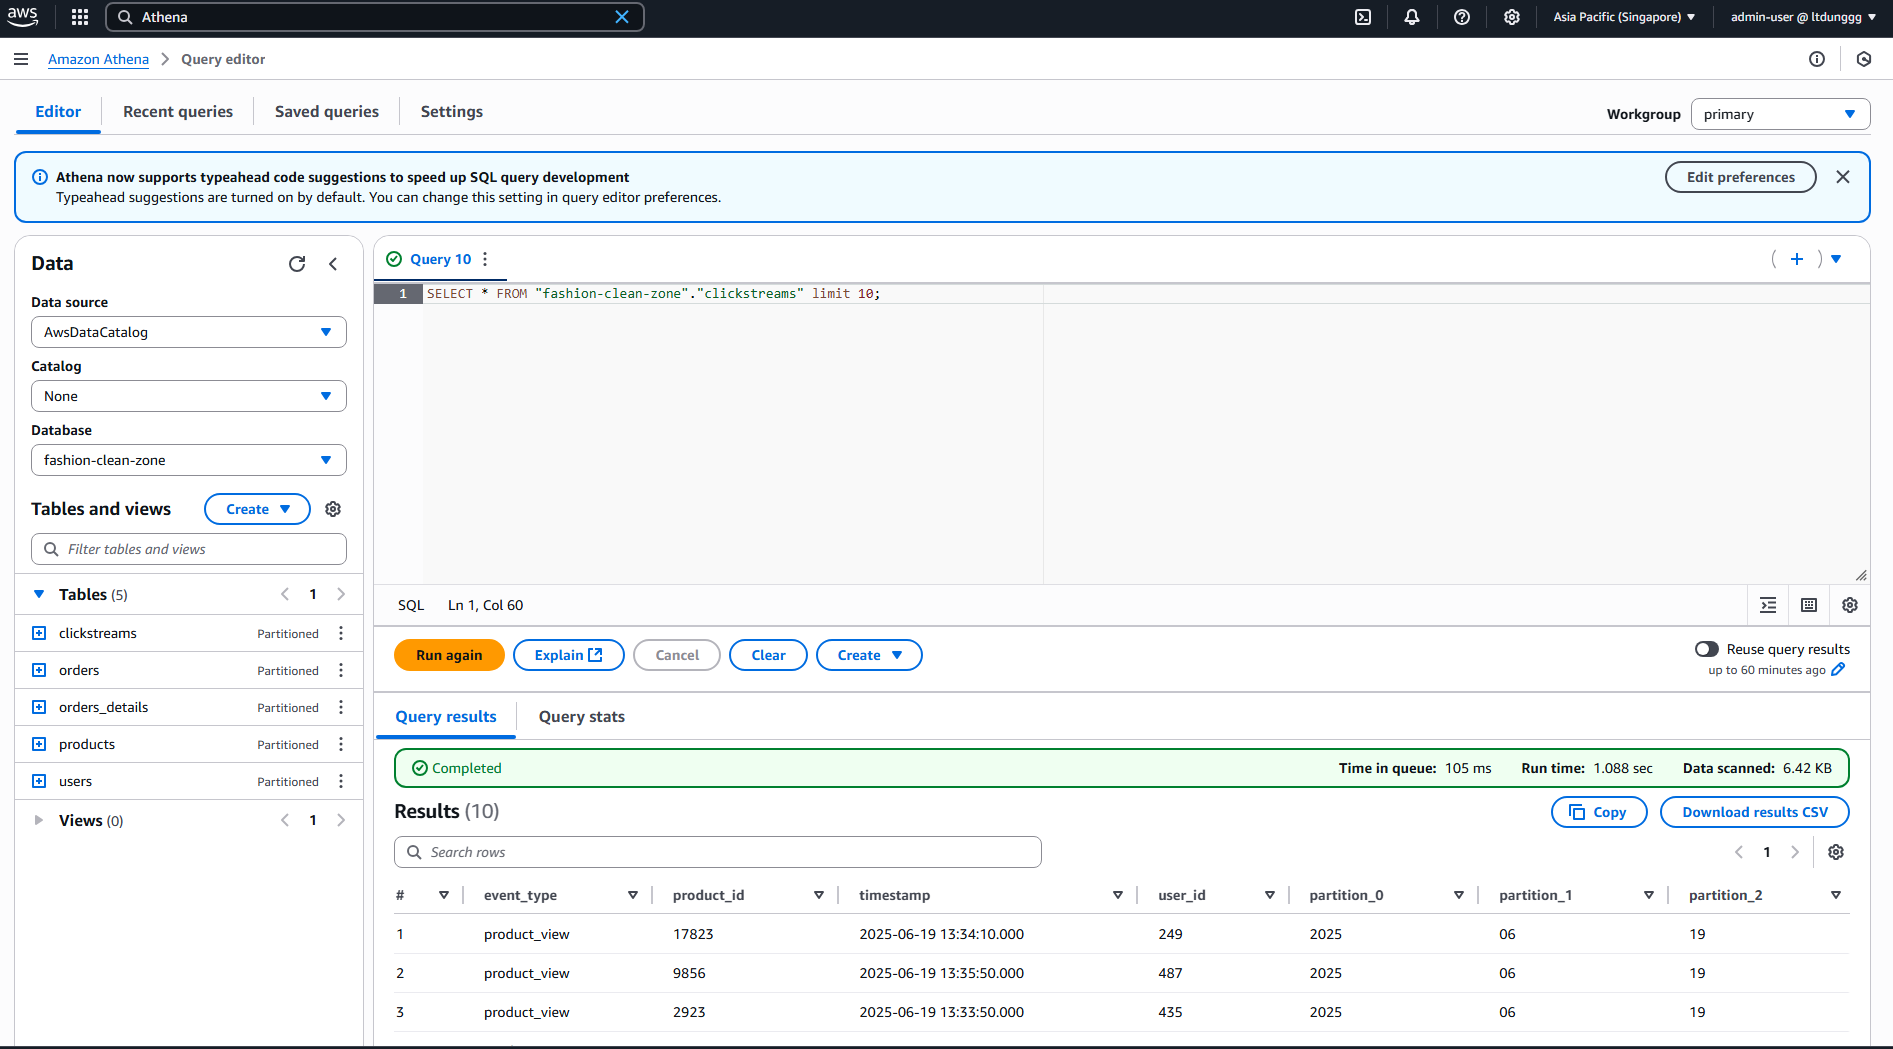 aws
Athena
Asia Pacific (Singapore)
admin-user @ ltdunggg
Amazon Athena
Query editor
Editor
Recent queries
Saved queries
Settings
Workgroup
primary
Athena now supports typeahead code suggestions to speed up SQL query development
Typeahead suggestions are turned on by default. You can change this setting in query editor preferences.
Edit preferences
Data
Data source
AwsDataCatalog
Catalog
None
Database
fashion-clean-zone
Tables and views
Create
Filter tables and views
Tables (5)
1
clickstreams Partitioned
orders Partitioned
orders_details Partitioned
products Partitioned
users Partitioned
Views (0)
1
Query 10
1 SELECT * FROM "fashion-clean-zone"."clickstreams" limit 10;
SQL Ln 1, Col 60
Run again
Explain
Cancel
Clear
Create
Reuse query results
up to 60 minutes ago
Query results
Query stats
Completed
Time in queue: 105 ms Run time: 1.088 sec Data scanned: 6.42 KB
Results (10)
Copy
Download results CSV
Search rows
1
# event_type product_id timestamp user_id partition_0 partition_1 partition_2
1 product_view 17823 2025-06-19 13:34:10.000 249 2025 06 19
2 product_view 9856 2025-06-19 13:35:50.000 487 2025 06 19
3 product_view 2923 2025-06-19 13:33:50.000 435 2025 06 19